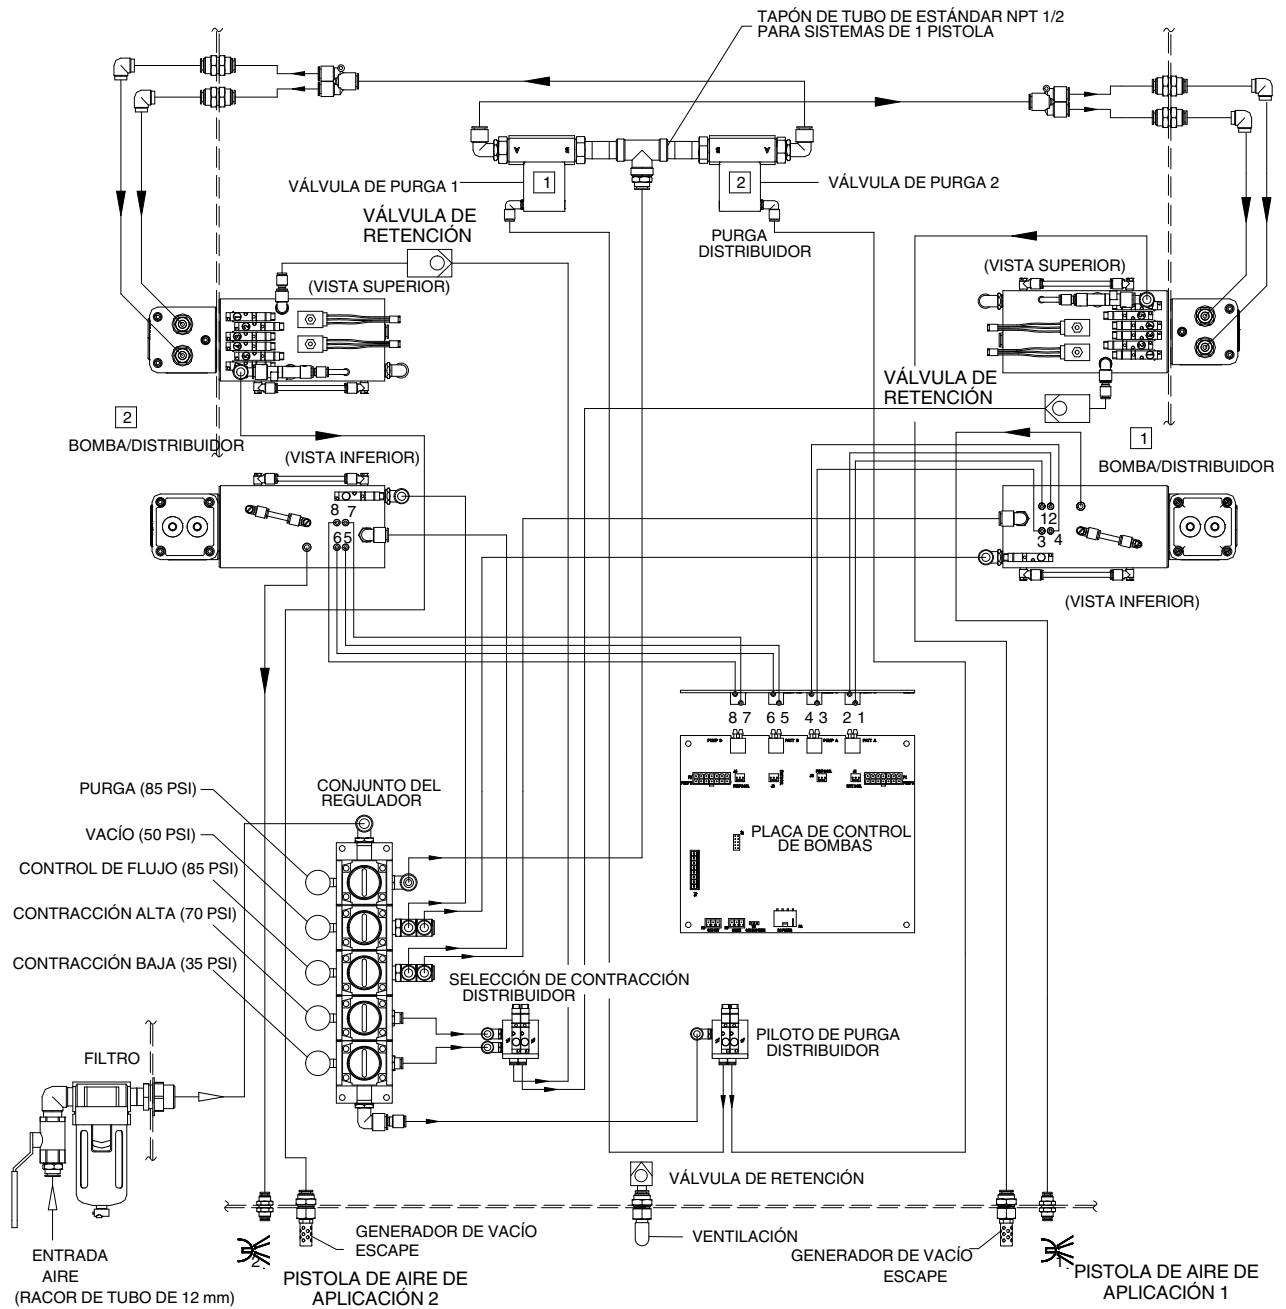 TAPÓN DE TUBO DE ESTÁNDAR NPT 1/2
PARA SISTEMAS DE 1 PISTOLA
A
B
B
A
VÁLVULA DE PURGA 1
1
2
VÁLVULA DE PURGA 2
VÁLVULA DE
RETENCIÓN
PURGA
DISTRIBUIDOR
(VISTA SUPERIOR)
(VISTA SUPERIOR)
VÁLVULA DE
RETENCIÓN
2
BOMBA/DISTRIBUIDOR
1
BOMBA/DISTRIBUIDOR
(VISTA INFERIOR)
8 7
65
12
3 4
(VISTA INFERIOR)
8 7 6 5 4 3 2 1
PUMP B
PATT B
PUMP A
PATT A
PLACA DE CONTROL
DE BOMBAS
PURGA (85 PSI)
CONJUNTO DEL
REGULADOR
VACÍO (50 PSI)
CONTROL DE FLUJO (85 PSI)
CONTRACCIÓN ALTA (70 PSI)
CONTRACCIÓN BAJA (35 PSI)
SELECCIÓN DE CONTRACCIÓN
DISTRIBUIDOR
PILOTO DE PURGA
DISTRIBUIDOR
FILTRO
VÁLVULA DE RETENCIÓN
GENERADOR DE VACÍO
ESCAPE
VENTILACIÓN
GENERADOR DE VACÍO
ESCAPE
ENTRADA
AIRE
(RACOR DE TUBO DE 12 mm)
2
PISTOLA DE AIRE DE
APLICACIÓN 2
1
PISTOLA DE AIRE DE
APLICACIÓN 1